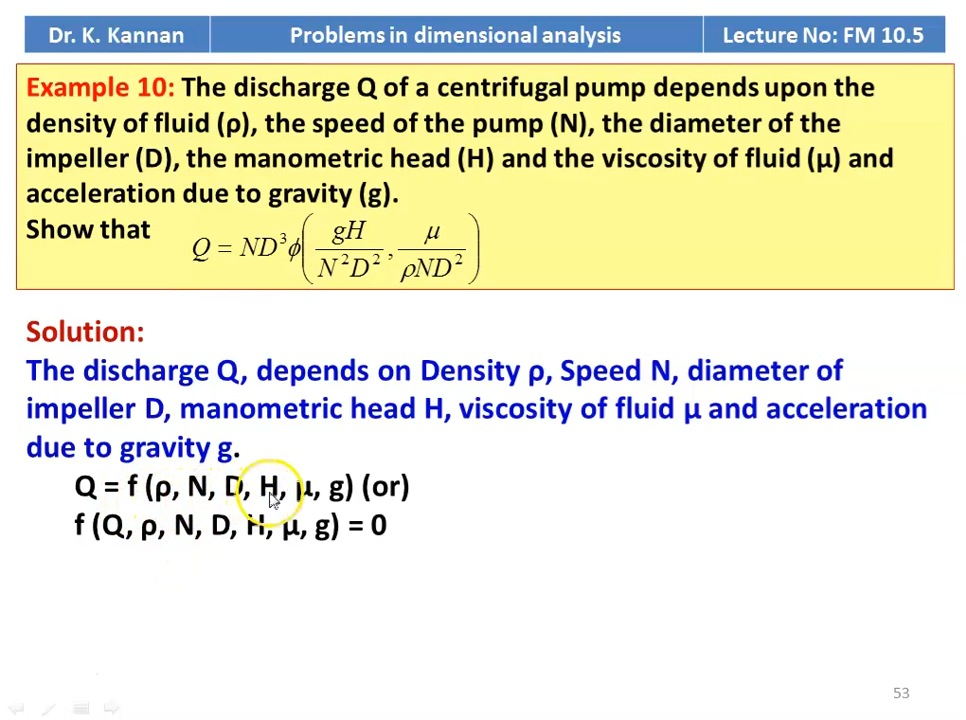 Dr. K. Kannan Problems in dimensional analysis Lecture No: FM 10.5
Example 10: The discharge Q of a centrifugal pump depends upon the
density of fluid (ρ), the speed of the pump (N), the diameter of the
impeller (D), the manometric head (H) and the viscosity of fluid (μ) and
acceleration due to gravity (g).
Show that Q = ND³ϕ(gH/N²D², μ/ρND²)
Solution:
The discharge Q, depends on Density ρ, Speed N, diameter of
impeller D, manometric head H, viscosity of fluid μ and acceleration
due to gravity g.
Q = f (ρ, N, D, H, μ, g) (or)
f (Q, ρ, N, D, H, μ, g) = 0
53